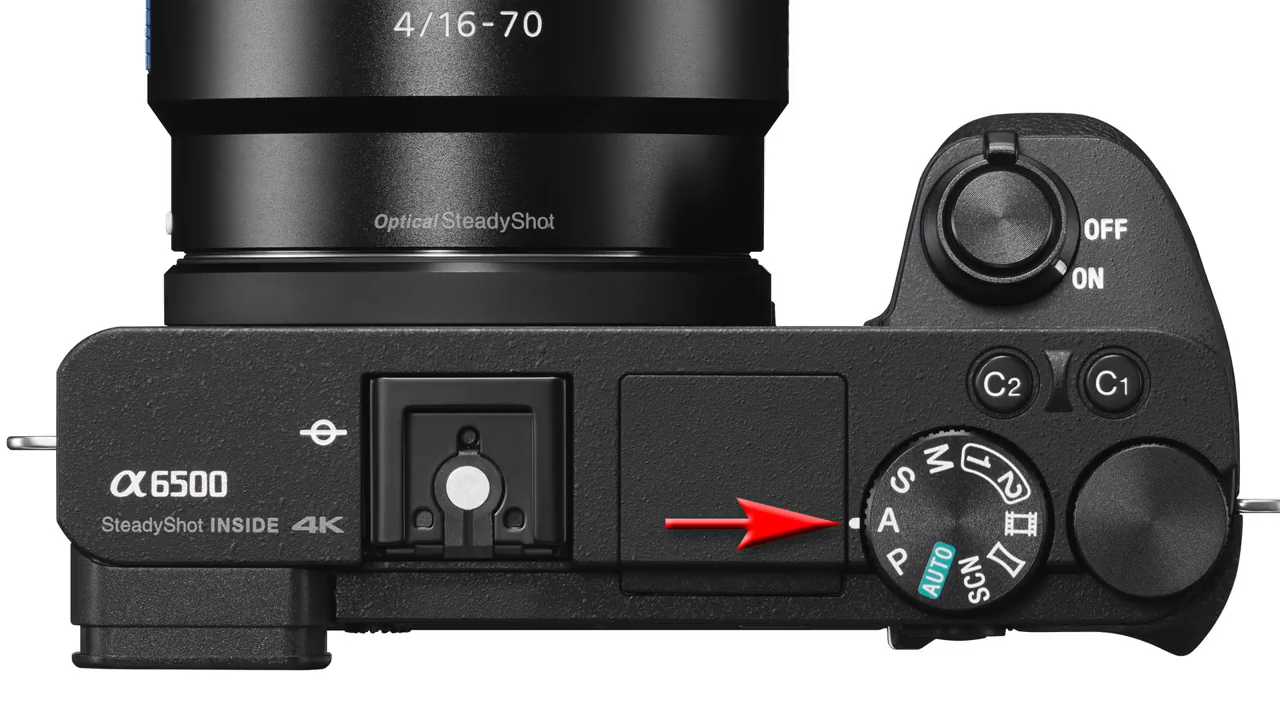 4/16-70
Optical SteadyShot
OFF
ON
C2
C1
α6500
SteadyShot INSIDE 4K
M
1
2
S
A
P
AUTO
SCN